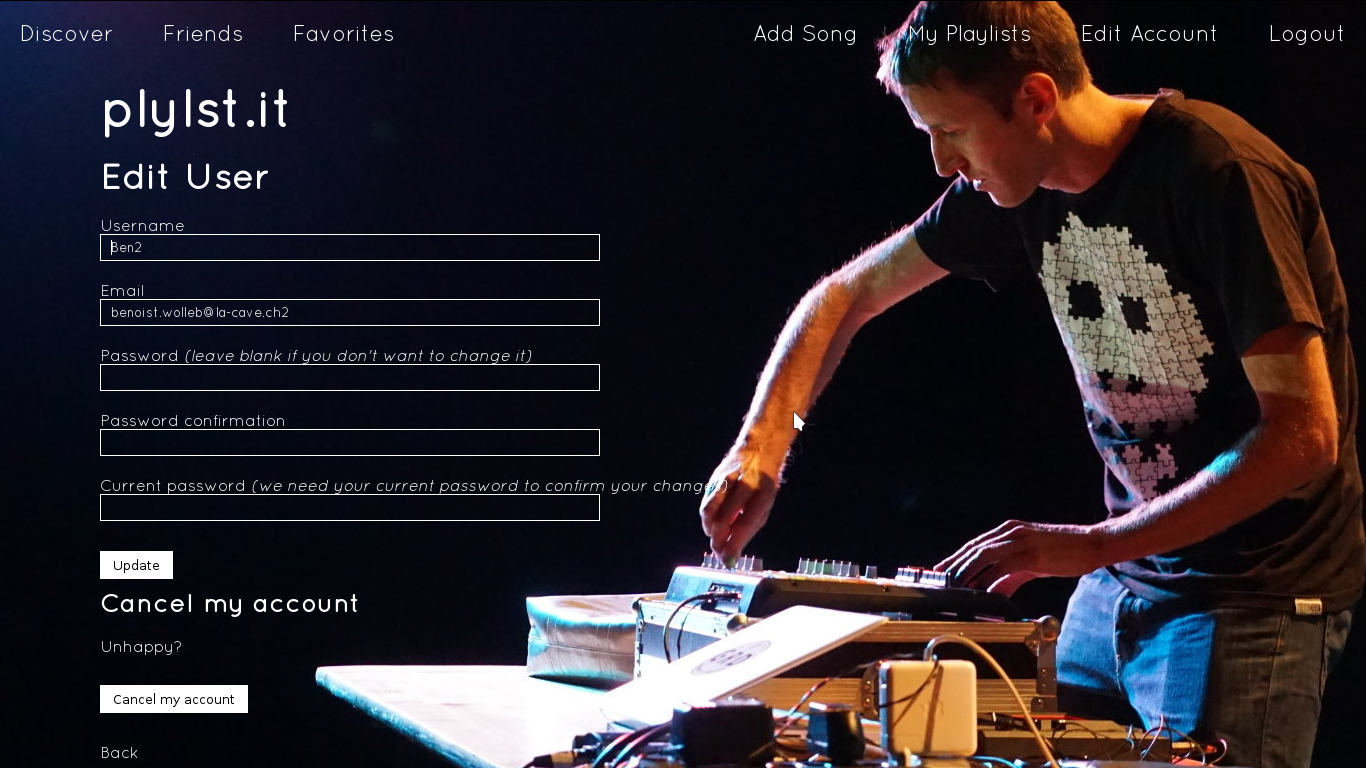 Discover Friends Favorites Add Song My Playlists Edit Account Logout
plylst.it
Edit User
Username
Ben2
Email
benoist.wolleb@la-cave.ch2
Password (leave blank if you don't want to change it)
Password confirmation
Current password (we need your current password to confirm your changes)
Update
Cancel my account
Unhappy?
Cancel my account
Back